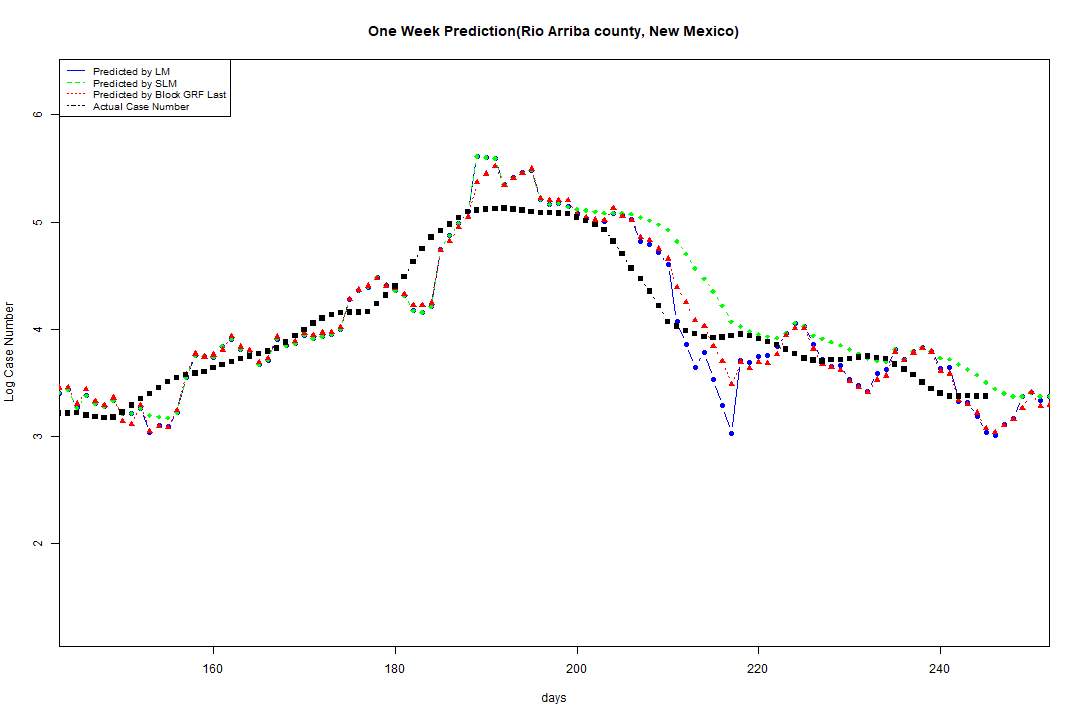 One Week Prediction(Rio Arriba county, New Mexico)
Predicted by LM
Predicted by SLM
Predicted by Block GRF Last
Actual Case Number
6
5
4
3
2
Log Case Number
160 180 200 220 240
days